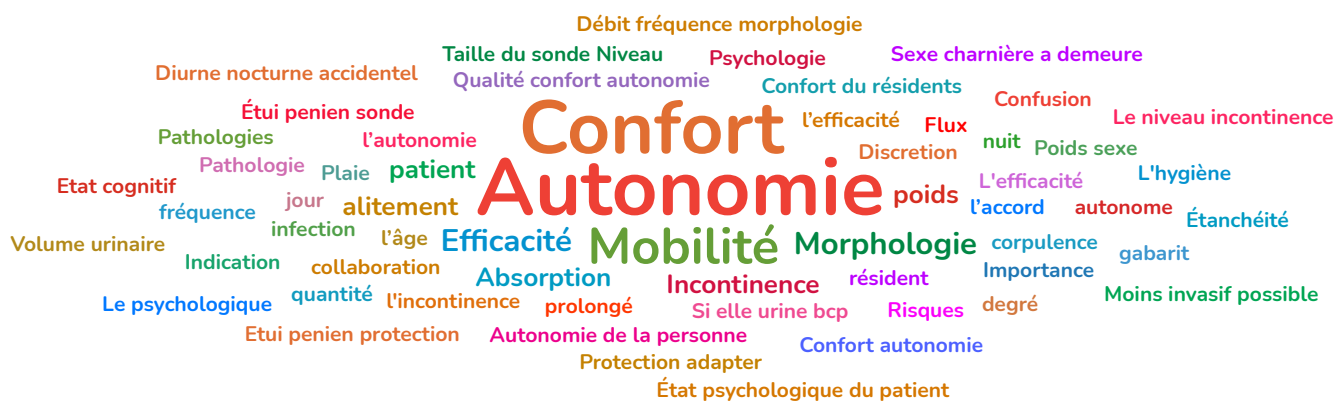 Débit fréquence morphologie
Taille du sonde Niveau
Psychologie
Sexe charnière a demeure
Diurne nocturne accidentel
Qualité confort autonomie
Confort du résidents
Confusion
Étui penien sonde
Confort
l’efficacité
Flux
Le niveau incontinence
Pathologies
l’autonomie
Discretion
nuit
Poids sexe
Pathologie
Plaie
patient
Autonomie
L'efficacité
L'hygiène
Etat cognitif
jour
alitement
poids
l’accord
autonome
fréquence
Étanchéité
infection
l’âge
Efficacité
Mobilité
Morphologie
corpulence
Volume urinaire
gabarit
Indication
collaboration
Absorption
Incontinence
résident
Importance
Le psychologique
quantité
l'incontinence
prolongé
Si elle urine bcp
Risques
degré
Moins invasif possible
Etui penien protection
Autonomie de la personne
Confort autonomie
Protection adapter
État psychologique du patient